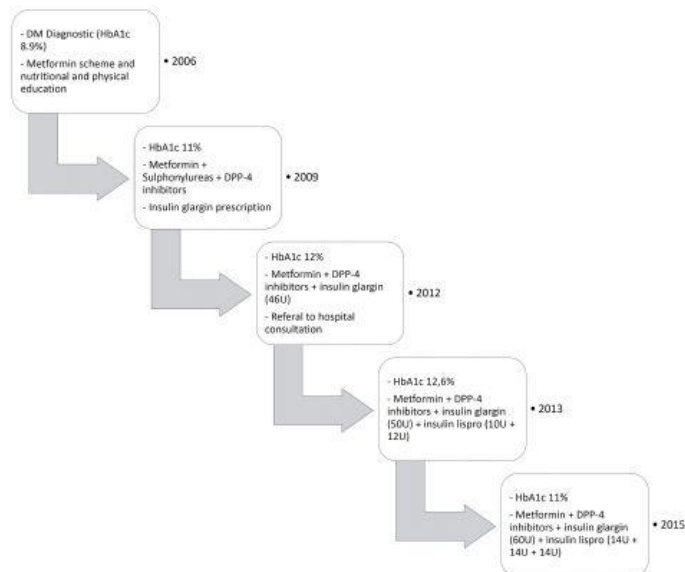 - DM Diagnostic (HbA1c
8.9%)
- Metformin scheme and
nutritional and physical
education
• 2006
- HbA1c 11%
- Metformin +
Sulphonylureas + DPP-4
inhibitors
- Insulin glargin prescription
• 2009
- HbA1c 12%
- Metformin + DPP-4
inhibitors + insulin glargin
(46U)
- Referal to hospital
consultation
• 2012
- HbA1c 12,6%
- Metformin + DPP-4
inhibitors + insulin glargin
(50U) + insulin lispro (10U +
12U)
• 2013
- HbA1c 11%
- Metformin + DPP-4
inhibitors + insulin glargin
(60U) + insulin lispro (14U +
14U + 14U)
• 2015